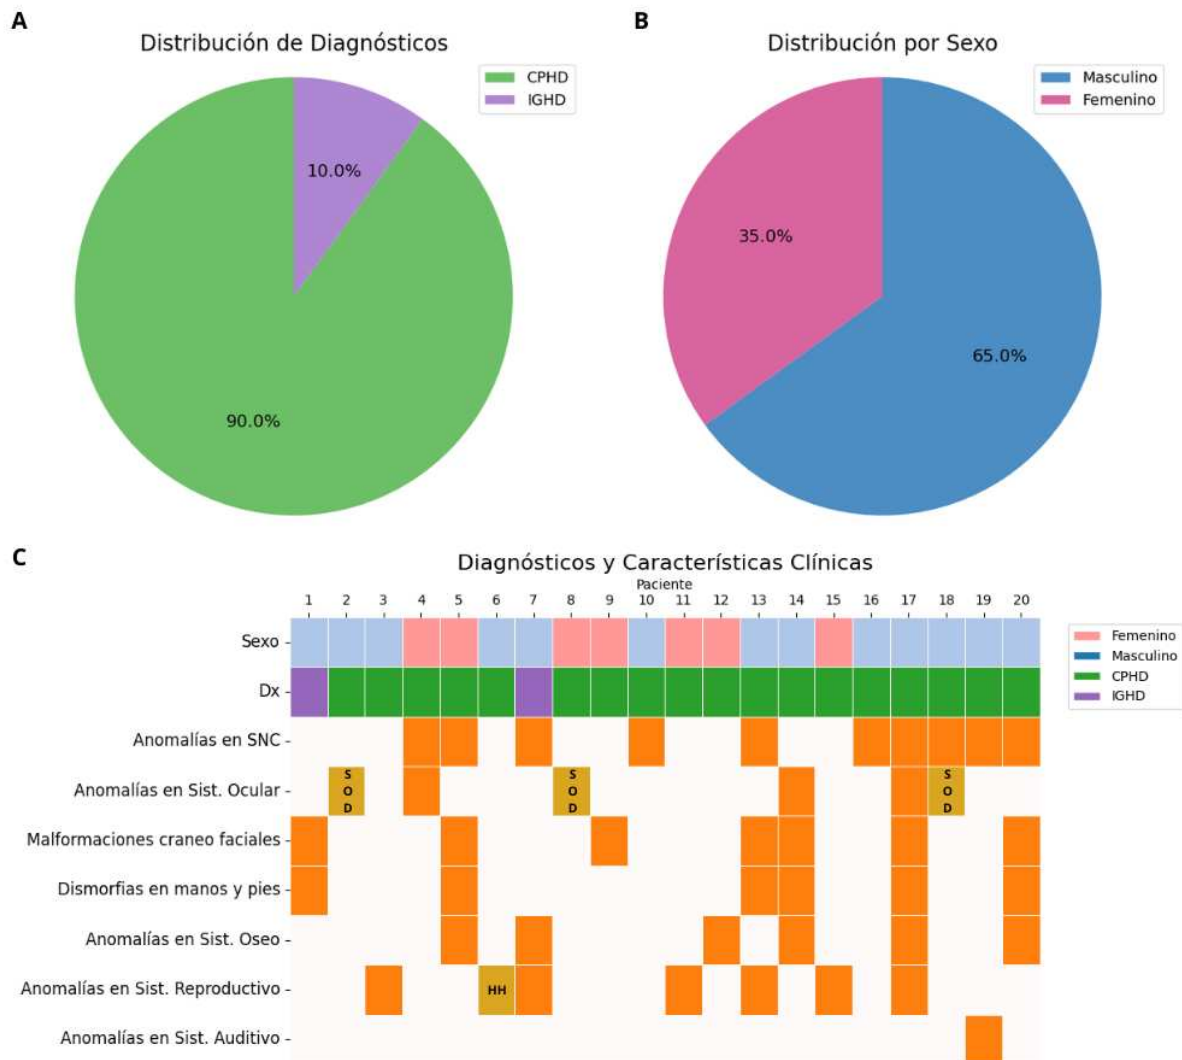 A
Distribución de Diagnósticos
CPHD
IGHD
10.0%
90.0%
B
Distribución por Sexo
Masculino
Femenino
35.0%
65.0%
C
Diagnósticos y Características Clínicas
Paciente
1 2 3 4 5 6 7 8 9 10 11 12 13 14 15 16 17 18 19 20
Sexo
Dx
Anomalías en SNC
Anomalías en Sist. Ocular
SOD
SOD
SOD
Malformaciones craneo faciales
Dismorfias en manos y pies
Anomalías en Sist. Oseo
Anomalías en Sist. Reproductivo
HH
Anomalías en Sist. Auditivo
Femenino
Masculino
CPHD
IGHD